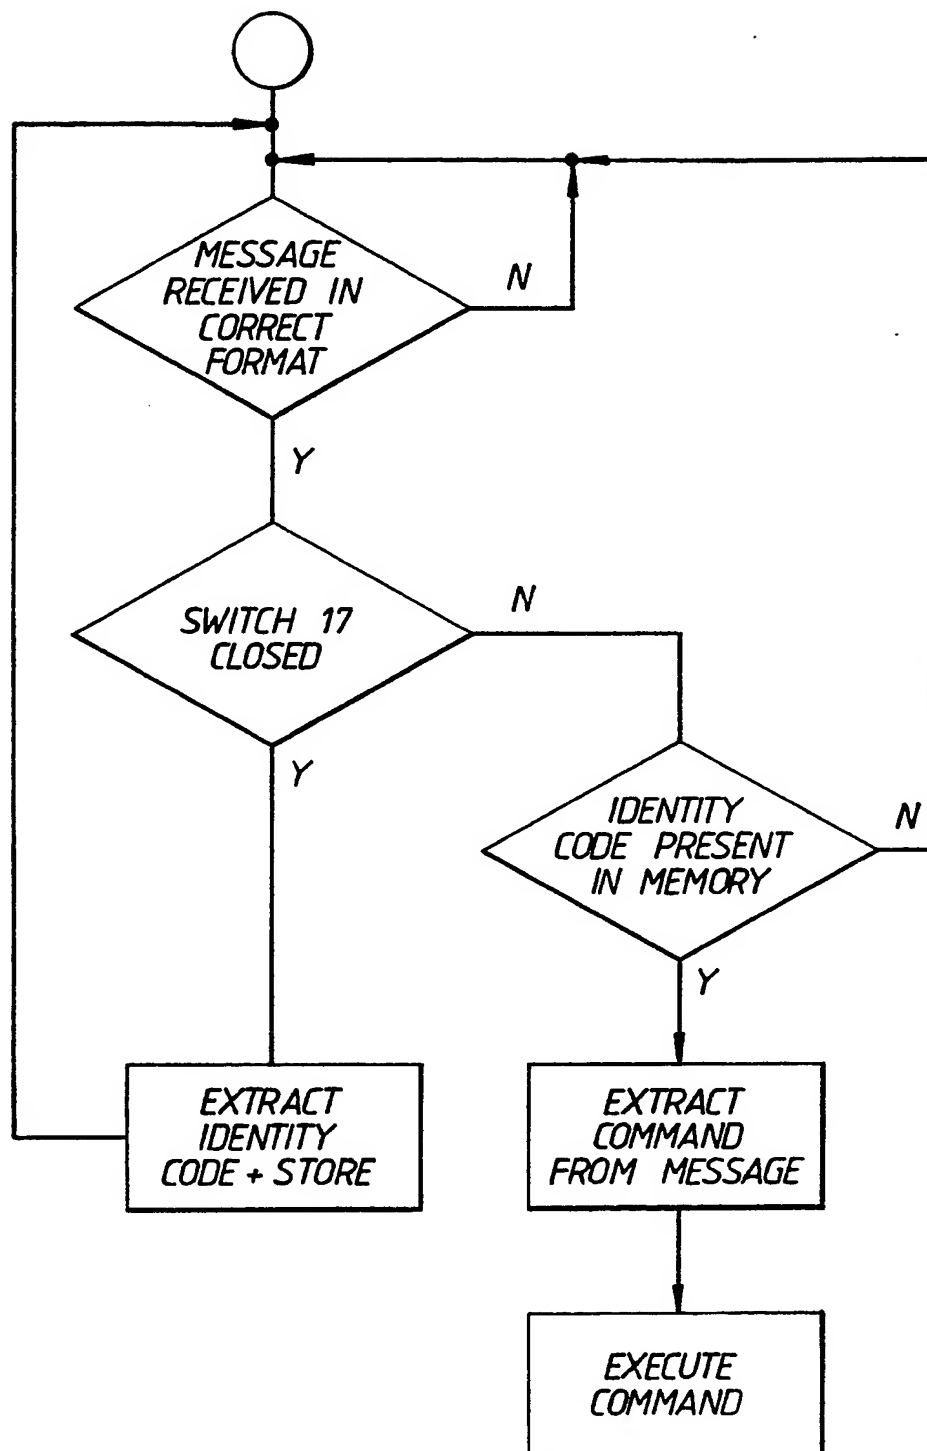 MESSAGE
RECEIVED IN
CORRECT
FORMAT
N
Y
SWITCH 17
CLOSED
N
Y
IDENTITY
CODE PRESENT
IN MEMORY
N
Y
EXTRACT
IDENTITY
CODE + STORE
EXTRACT
COMMAND
FROM MESSAGE
EXECUTE
COMMAND